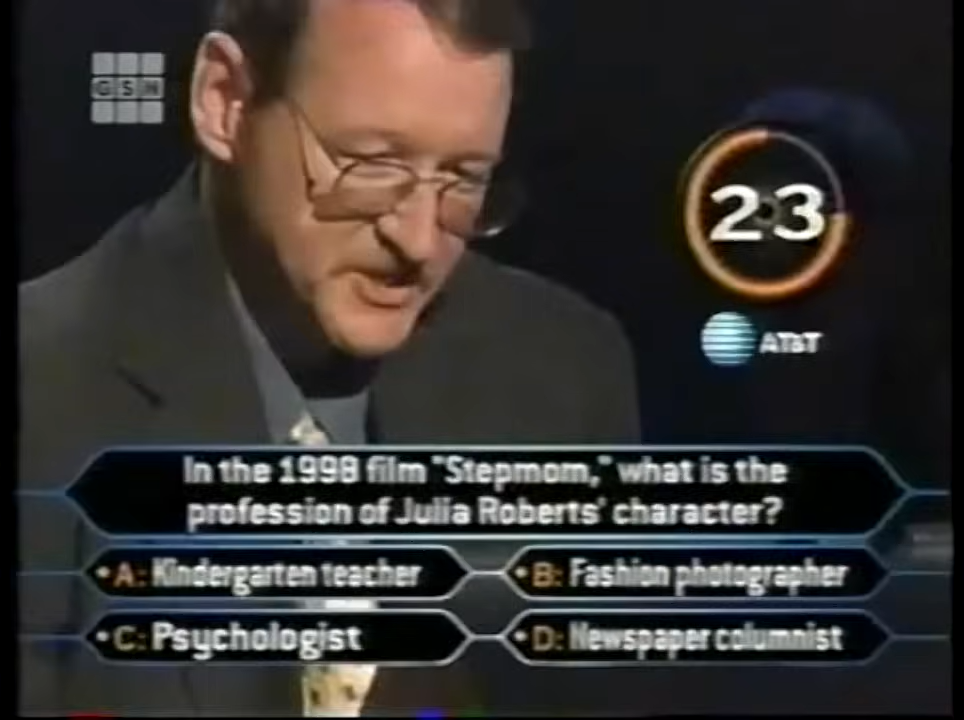 GSN
23
AT&T
In the 1998 film "Stepmom," what is the
profession of Julia Roberts' character?
A: Kindergarten teacher
B: Fashion photographer
C: Psychologist
D: Newspaper columnist